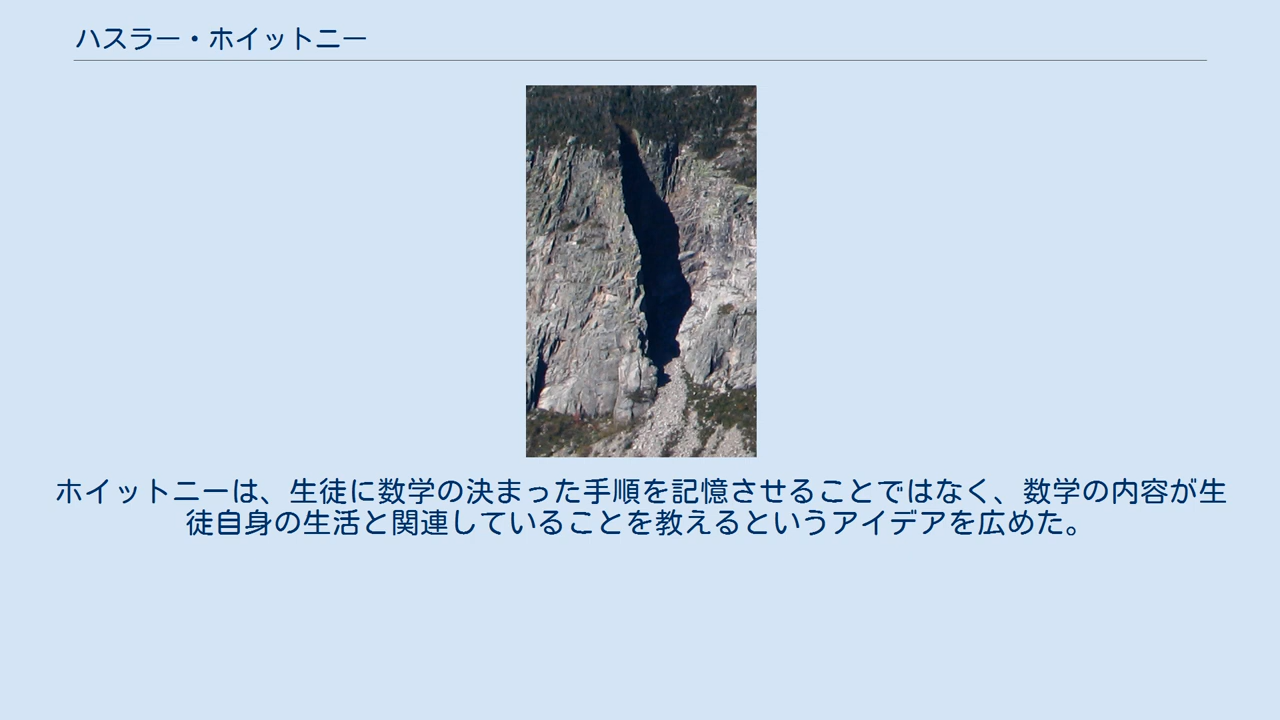 ハスラー・ホイットニー
ホイットニーは、生徒に数学の決まった手順を記憶させることではなく、数学の内容が生
徒自身の生活と関連していることを教えるというアイデアを広めた。